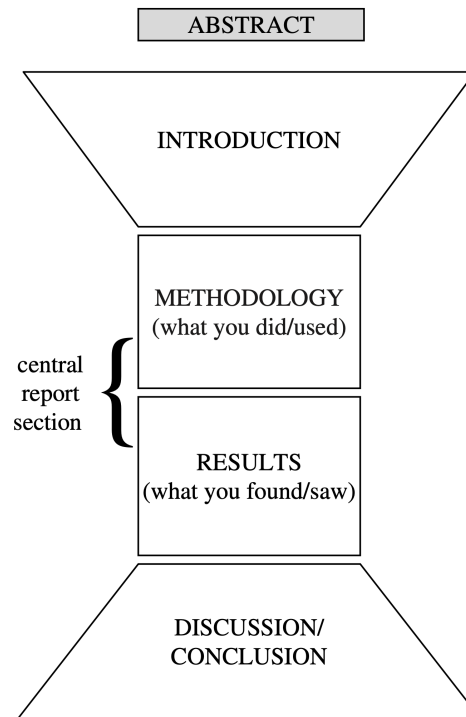 ABSTRACT
INTRODUCTION
METHODOLOGY
(what you did/used)
central
report
section
RESULTS
(what you found/saw)
DISCUSSION/
CONCLUSION